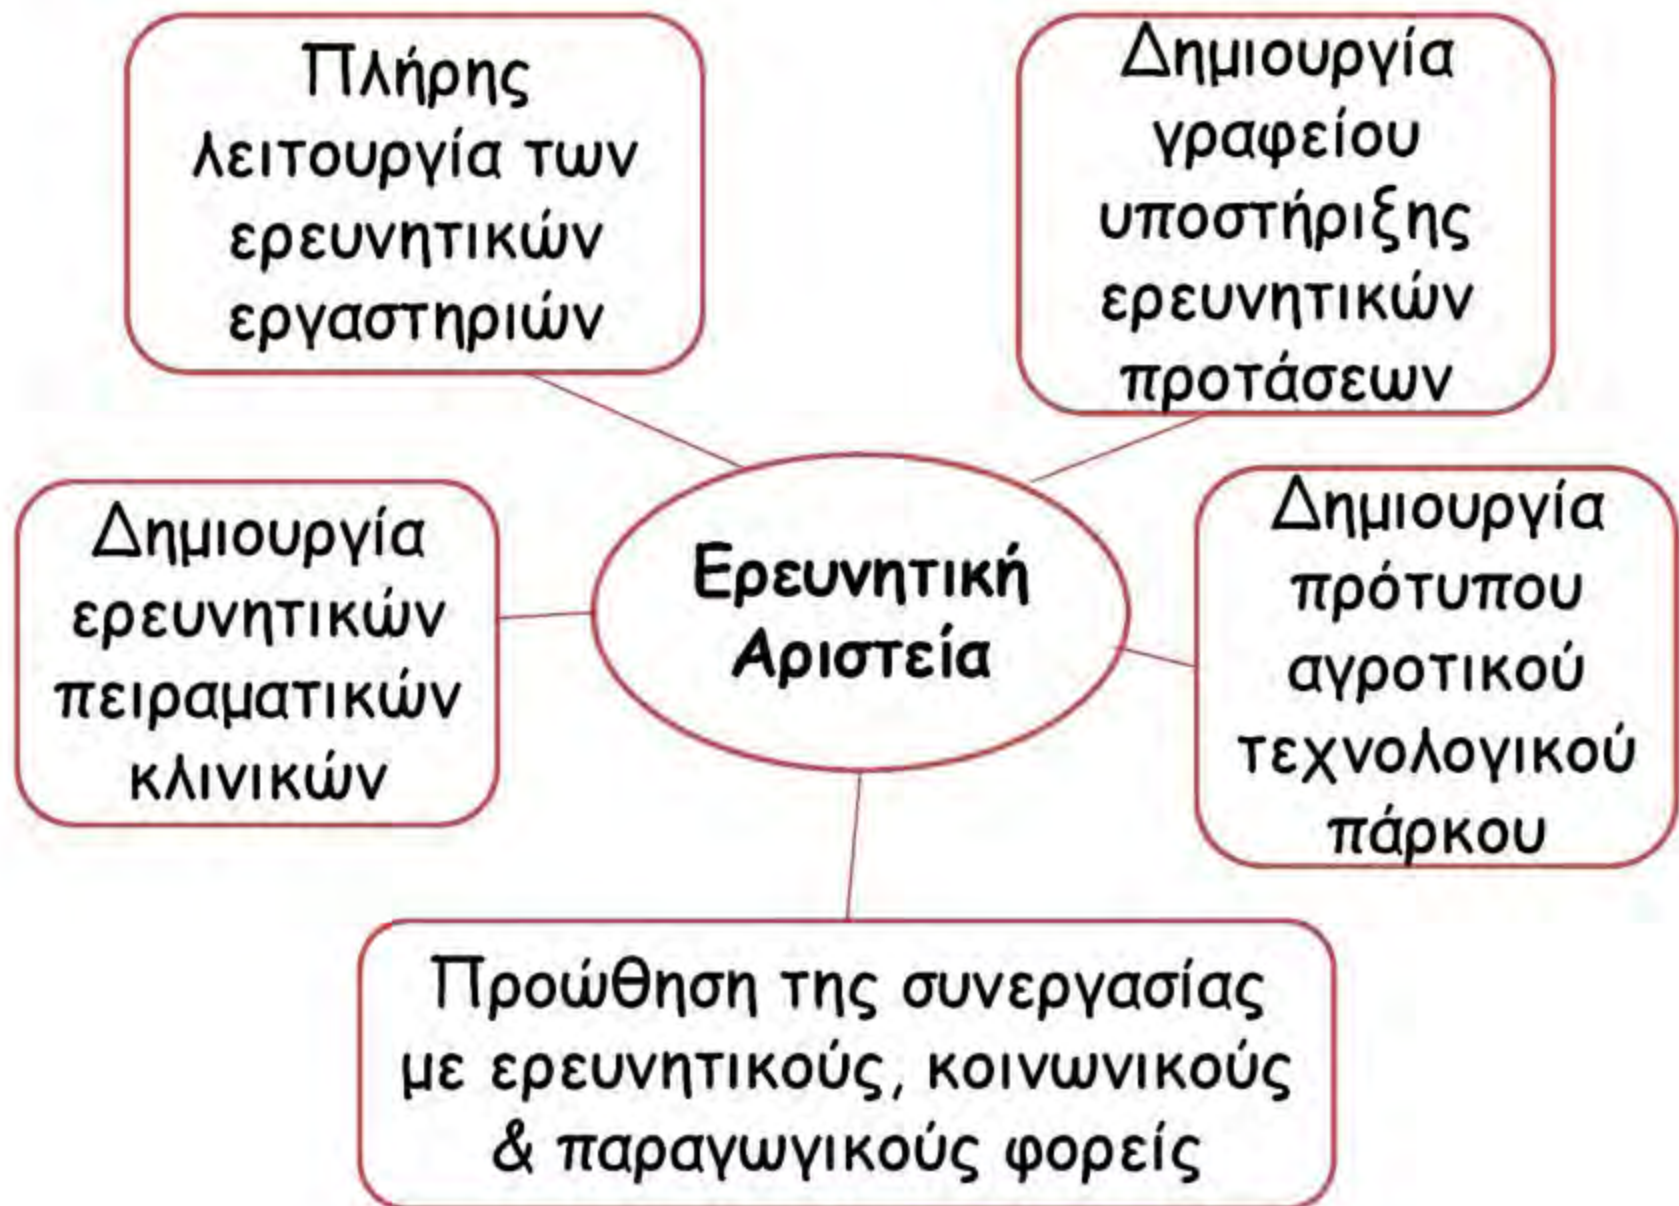 Πλήρης
λειτουργία των
ερευνητικών
εργαστηριών
Δημιουργία
γραφείου
υποστήριξης
ερευνητικών
προτάσεων
Δημιουργία
ερευνητικών
πειραματικών
κλινικών
Ερευνητική
Αριστεία
Δημιουργία
πρότυπου
αγροτικού
τεχνολογικού
πάρκου
Προώθηση της συνεργασίας
με ερευνητικούς, κοινωνικούς
& παραγωγικούς φορείς